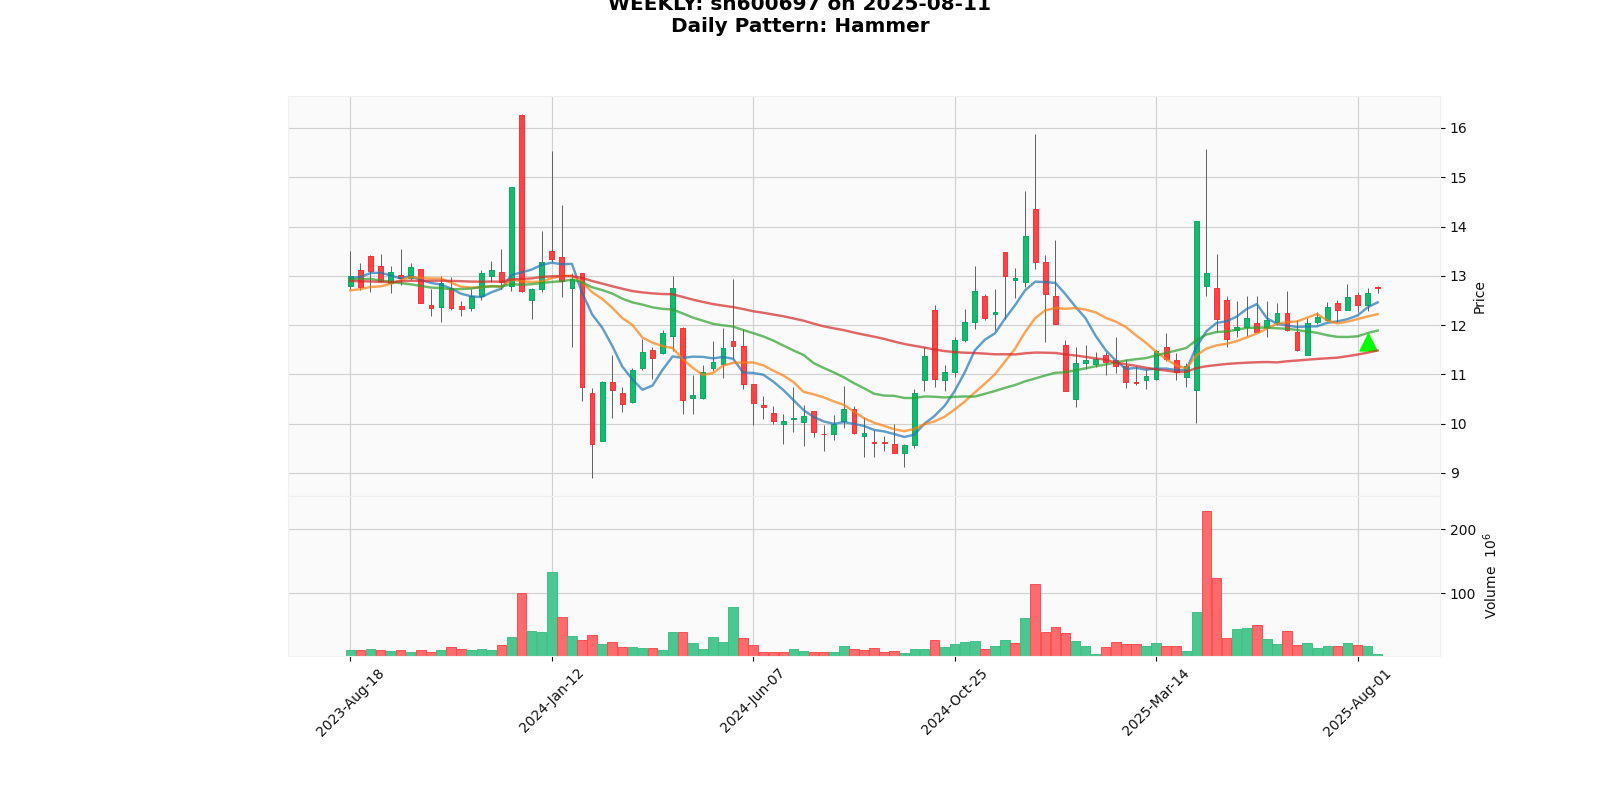 WEEKLY: sh600697 on 2025-08-11
Daily Pattern: Hammer
16
15
14
13
12
11
10
9
Price
200
100
Volume 10^6
2023-Aug-18
2024-Jan-12
2024-Jun-07
2024-Oct-25
2025-Mar-14
2025-Aug-01